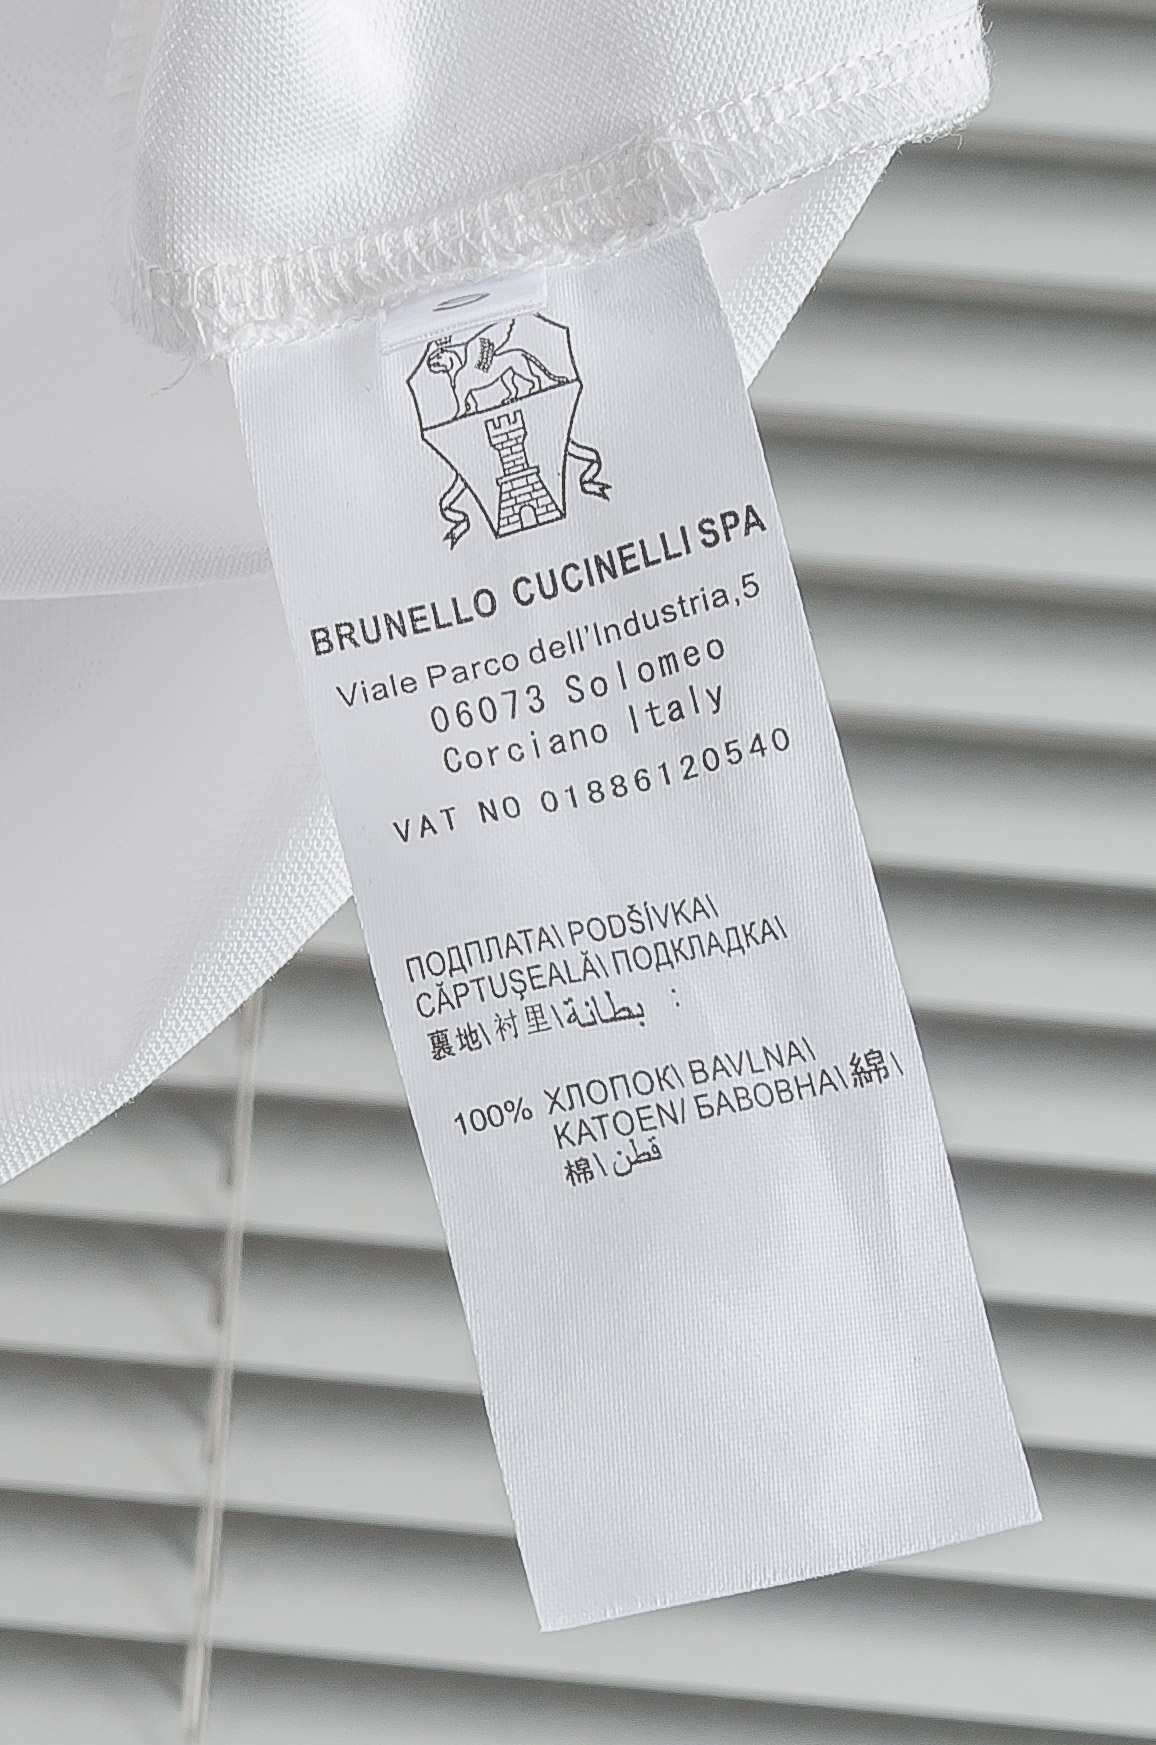 BRUNELLO CUCINELLI SPA
Viale Parco dell'Industria,5
06073 Solomeo
Corciano Italy
VAT NO 01886120540
ПОДПЛАТА\ PODŠÍVKA\
CĂPTUŞEALĂ\ ПОДКЛАДКА\
裏地\ 衬里\ بطانة :
100% ХЛОПОК\ BAVLNA\
KATOEN/ БАВОВНА\ 綿\
棉\ قطن